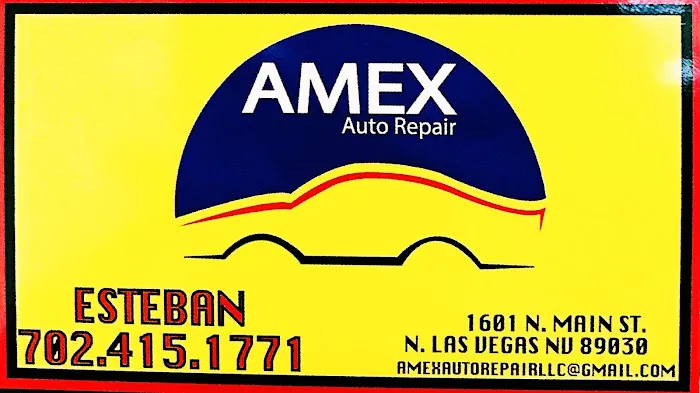 AMEX
Auto Repair
ESTEBAN
702.415.1771
1601 N. MAIN ST.
N. LAS VEGAS NV 89030
AMEXAUTOREPAIRLLC@GMAIL.COM